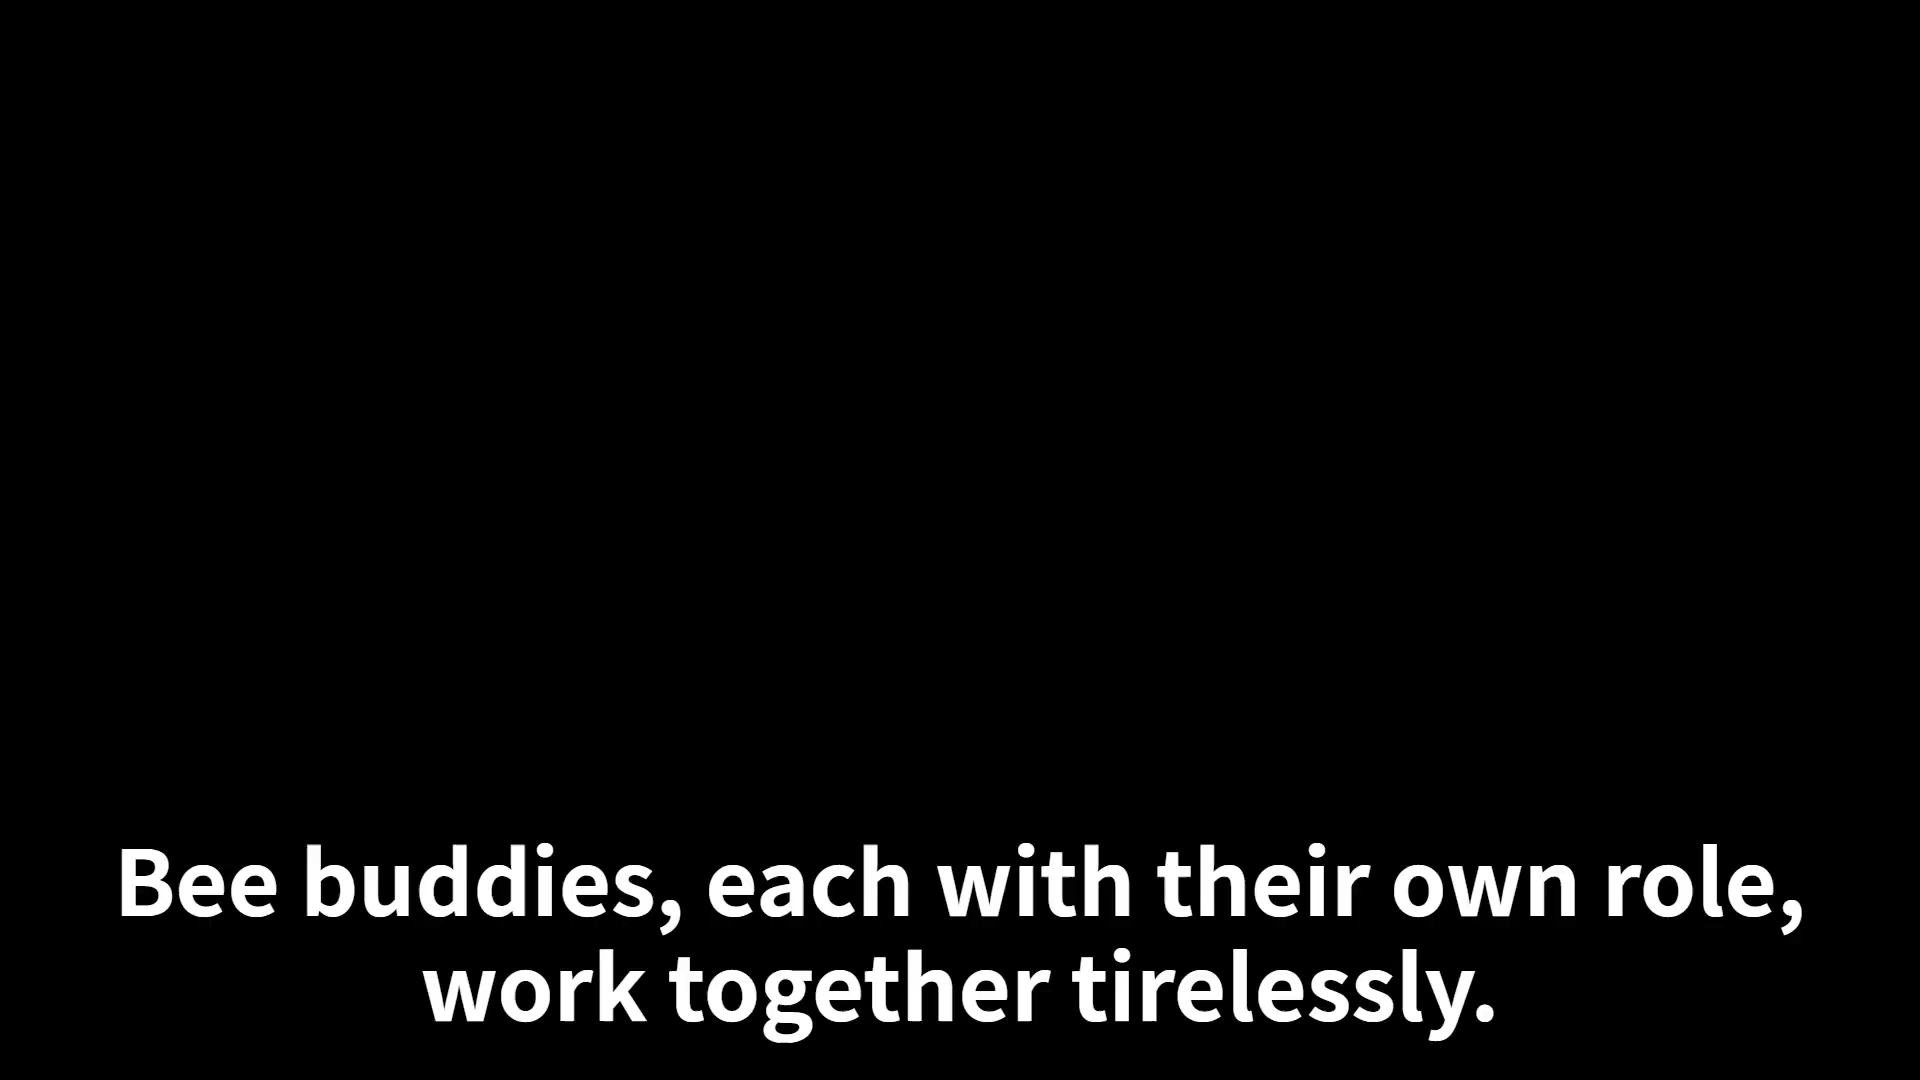 Bee buddies, each with their own role,
work together tirelessly.